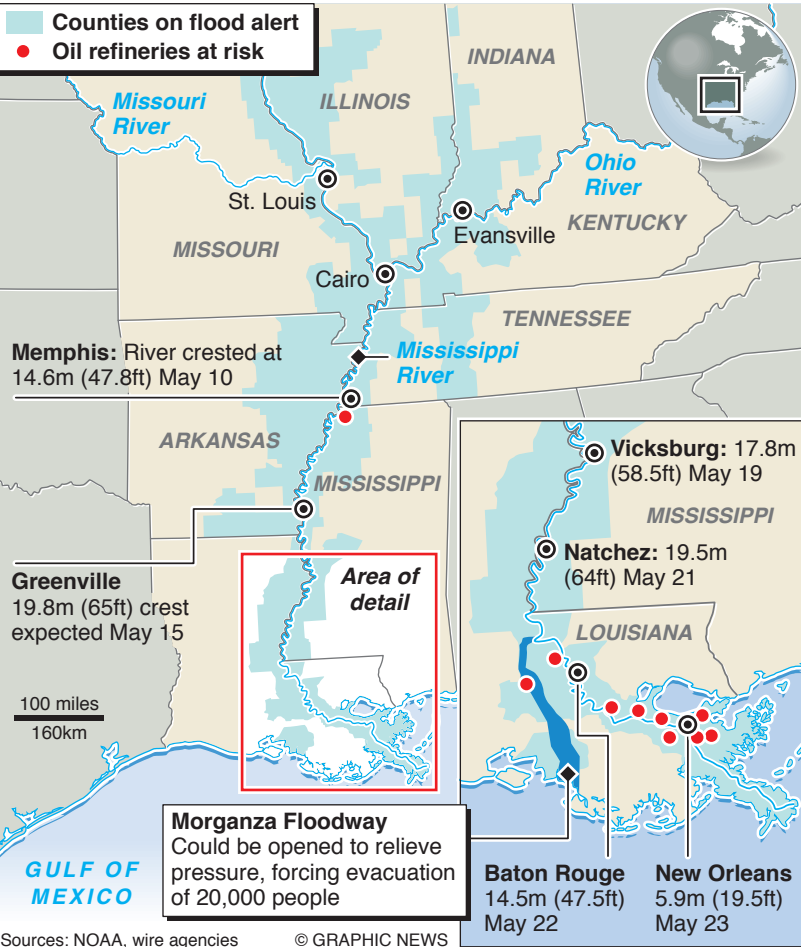 Counties on flood alert
Oil refineries at risk
INDIANA
Missouri
River
ILLINOIS
Ohio
River
St. Louis
KENTUCKY
Evansville
MISSOURI
Cairo
TENNESSEE
Memphis: River crested at
14.6m (47.8ft) May 10
Mississippi
River
ARKANSAS
MISSISSIPPI
Greenville
19.8m (65ft) crest
expected May 15
Area of
detail
100 miles
160km
Vicksburg: 17.8m
(58.5ft) May 19
MISSISSIPPI
Natchez: 19.5m
(64ft) May 21
LOUISIANA
Morganza Floodway
Could be opened to relieve
pressure, forcing evacuation
of 20,000 people
GULF OF
MEXICO
Baton Rouge
14.5m (47.5ft)
May 22
New Orleans
5.9m (19.5ft)
May 23
Sources: NOAA, wire agencies
© GRAPHIC NEWS